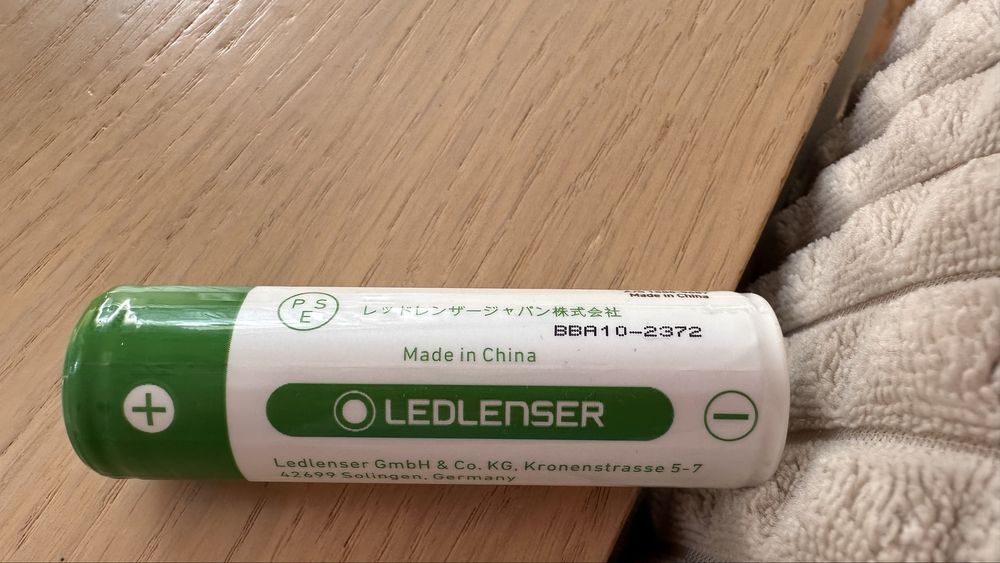 PSE
レッドレンザージャパン株式会社
Made in China
BBA10-2372
Made in China
LEDLENSER
Ledlenser GmbH & Co. KG, Kronenstrasse 5-7
42699 Solingen, Germany